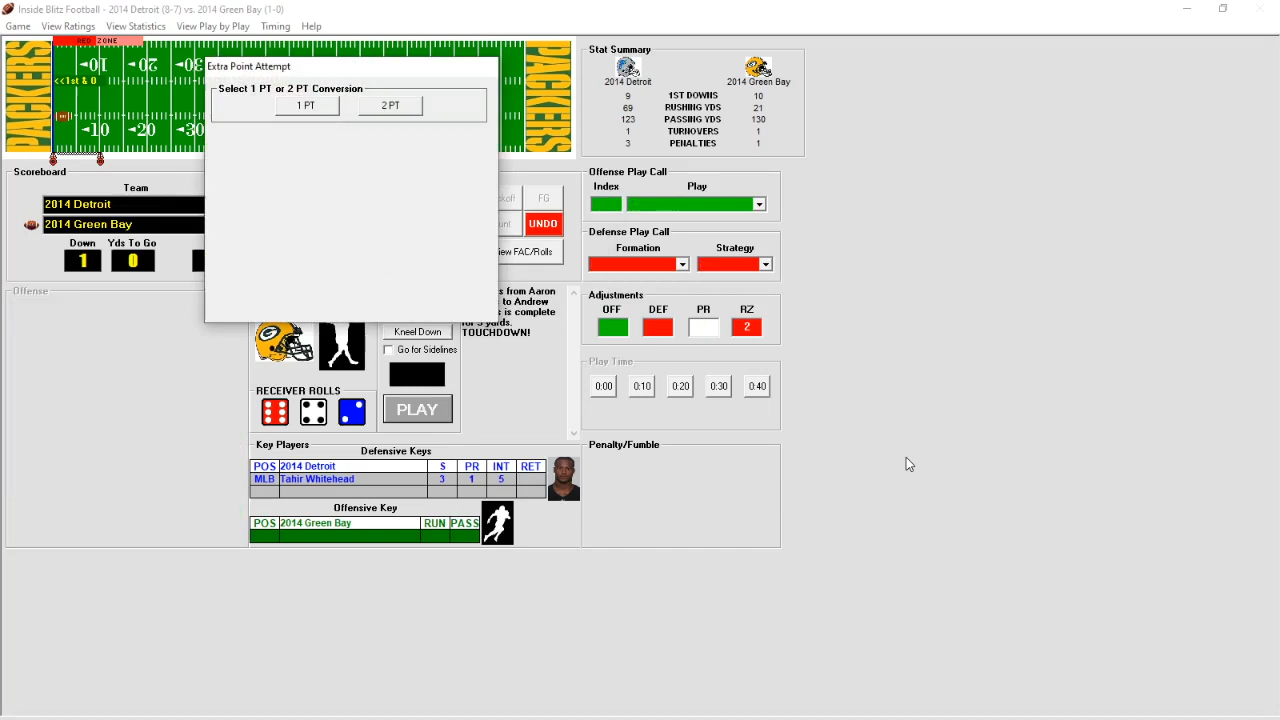 Inside Blitz Football - 2014 Detroit (8-7) vs. 2014 Green Bay (1-0)
Game View Ratings View Statistics View Play by Play Timing Help
RED ZONE
PACKERS
<<1st & 0
◄10 ◄20 ◄30
PACKERS
Extra Point Attempt
Select 1 PT or 2 PT Conversion
1 PT 2 PT
Stat Summary
2014 Detroit 2014 Green Bay
9 1ST DOWNS 10
69 RUSHING YDS 21
123 PASSING YDS 130
1 TURNOVERS 1
3 PENALTIES 1
Scoreboard
Team
2014 Detroit
2014 Green Bay
Down Yds To Go
1 0
FG
UNDO
iew FAC/Rolls
Offense Play Call
Index Play
Defense Play Call
Formation Strategy
Adjustments
OFF DEF PR RZ
2
Play Time
0:00 0:10 0:20 0:30 0:40
Offense
s from Aaron
to Andrew
s is complete
for 5 yards.
TOUCHDOWN!
Kneel Down
Go for Sidelines
RECEIVER ROLLS
PLAY
Key Players
Defensive Keys
POS 2014 Detroit S PR INT RET
MLB Tahir Whitehead 3 1 5
Offensive Key
POS 2014 Green Bay RUN PASS
Penalty/Fumble